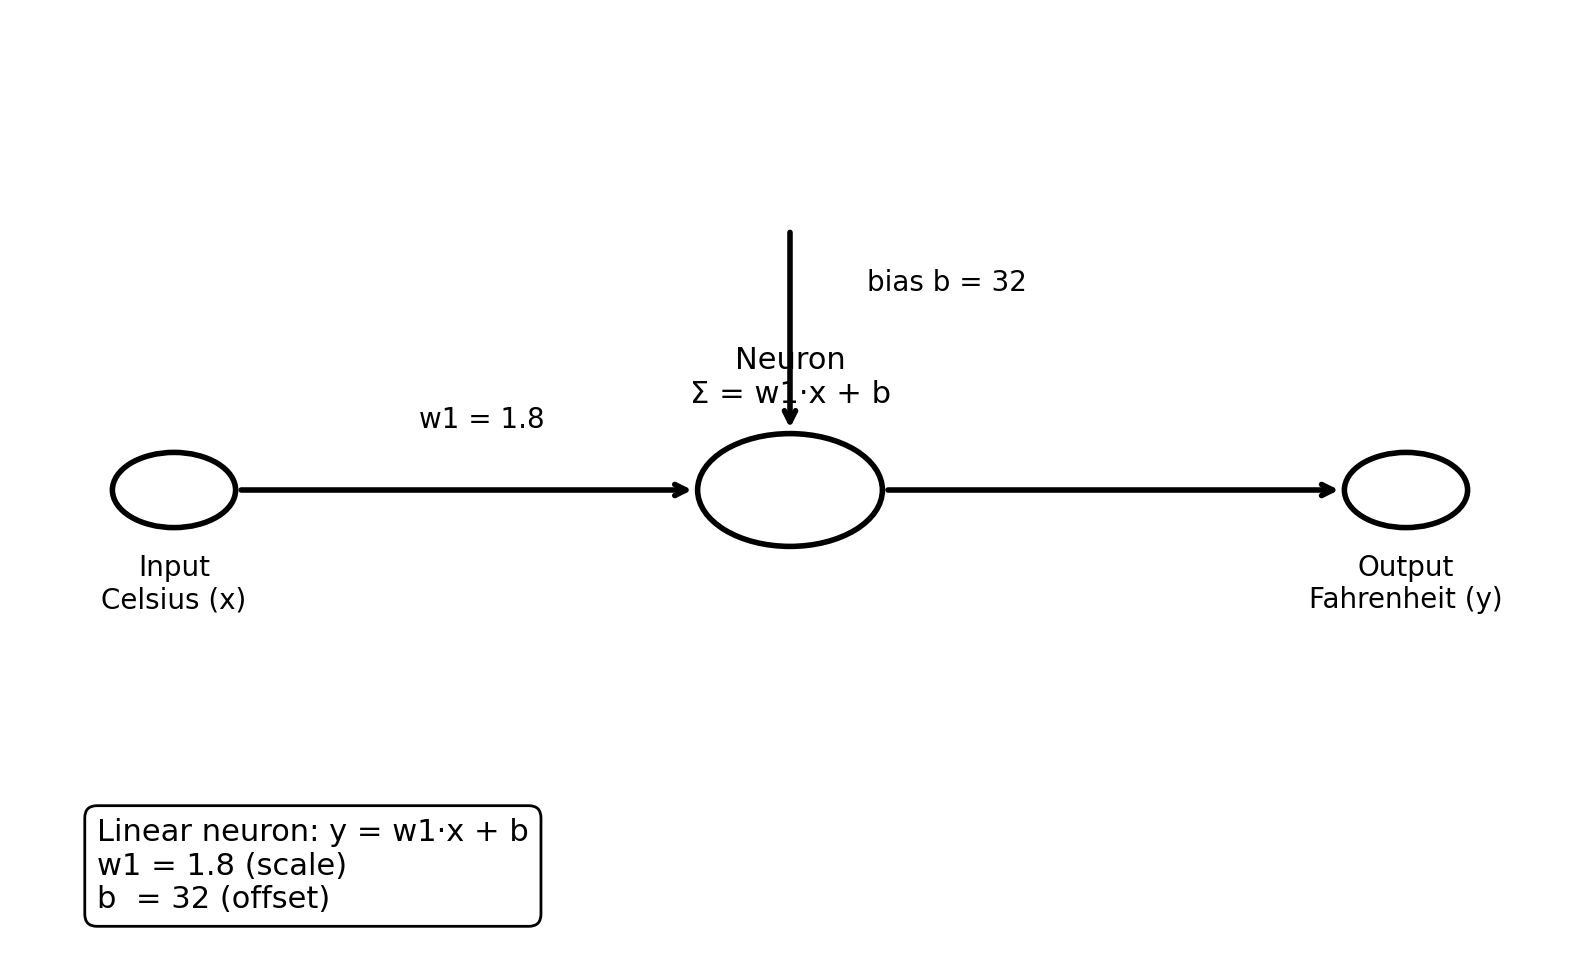 bias b = 32
Neuron
Σ = w1·x + b
w1 = 1.8
Input
Celsius (x)
Output
Fahrenheit (y)
Linear neuron: y = w1·x + b
w1 = 1.8 (scale)
b  = 32 (offset)